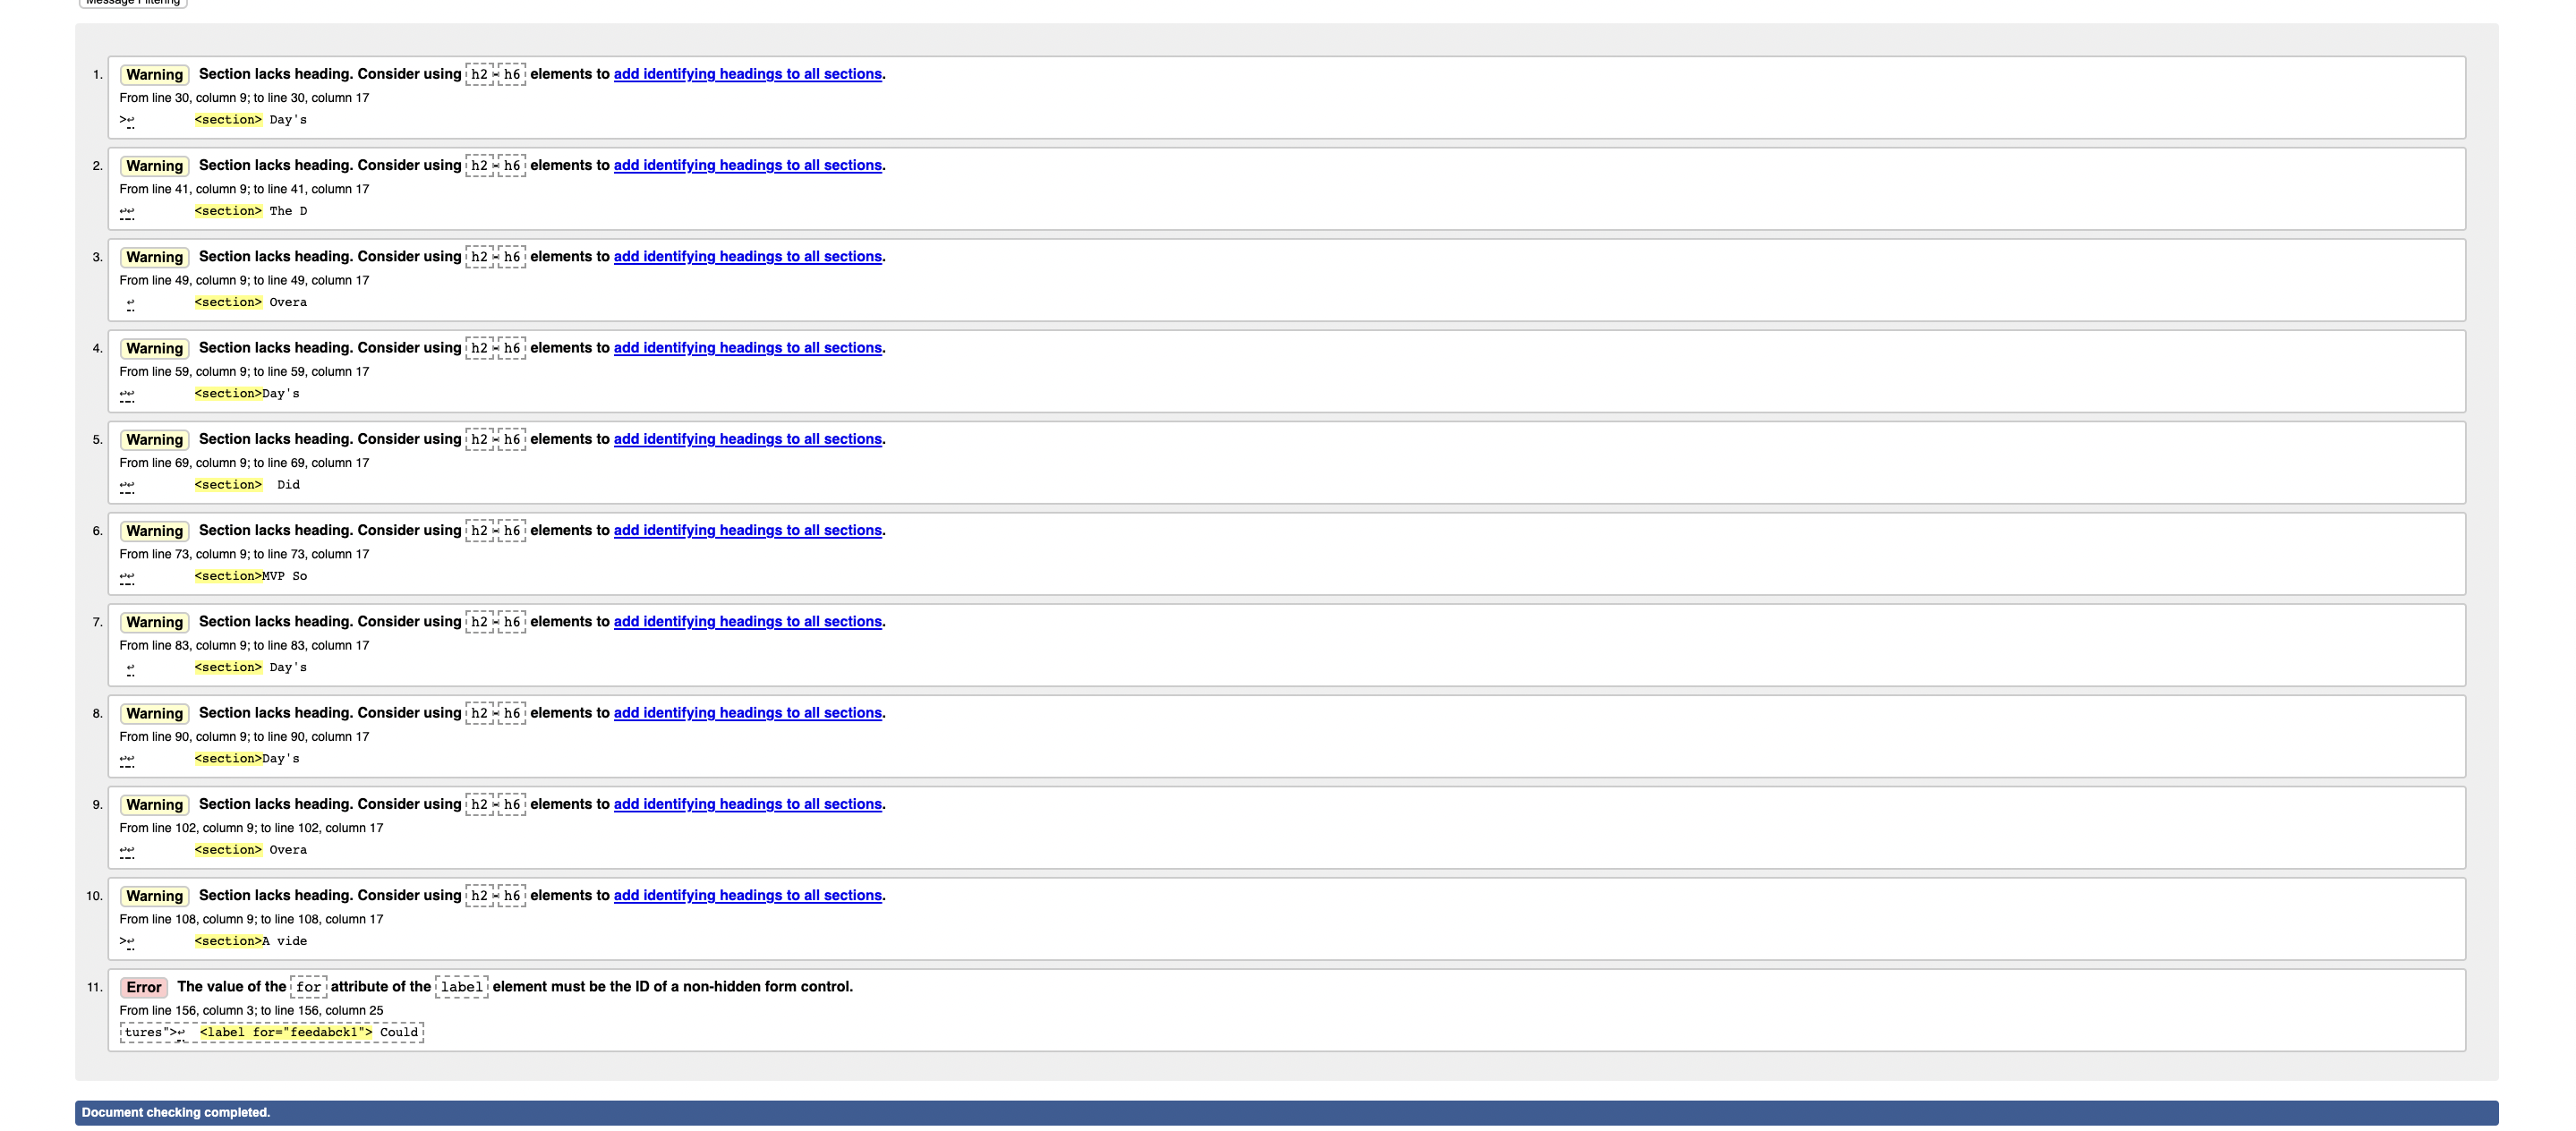 Message Filtering
1. Warning Section lacks heading. Consider using h2-h6 elements to add identifying headings to all sections.
From line 30, column 9; to line 30, column 17
>↩ <section> Day's
2. Warning Section lacks heading. Consider using h2-h6 elements to add identifying headings to all sections.
From line 41, column 9; to line 41, column 17
↩↩ <section> The D
3. Warning Section lacks heading. Consider using h2-h6 elements to add identifying headings to all sections.
From line 49, column 9; to line 49, column 17
↩ <section> Overa
4. Warning Section lacks heading. Consider using h2-h6 elements to add identifying headings to all sections.
From line 59, column 9; to line 59, column 17
↩↩ <section>Day's
5. Warning Section lacks heading. Consider using h2-h6 elements to add identifying headings to all sections.
From line 69, column 9; to line 69, column 17
↩↩ <section>  Did
6. Warning Section lacks heading. Consider using h2-h6 elements to add identifying headings to all sections.
From line 73, column 9; to line 73, column 17
↩↩ <section>MVP So
7. Warning Section lacks heading. Consider using h2-h6 elements to add identifying headings to all sections.
From line 83, column 9; to line 83, column 17
↩ <section> Day's
8. Warning Section lacks heading. Consider using h2-h6 elements to add identifying headings to all sections.
From line 90, column 9; to line 90, column 17
↩↩ <section>Day's
9. Warning Section lacks heading. Consider using h2-h6 elements to add identifying headings to all sections.
From line 102, column 9; to line 102, column 17
↩↩ <section> Overa
10. Warning Section lacks heading. Consider using h2-h6 elements to add identifying headings to all sections.
From line 108, column 9; to line 108, column 17
>↩ <section>A vide
11. Error The value of the for attribute of the label element must be the ID of a non-hidden form control.
From line 156, column 3; to line 156, column 25
tures">↩ <label for="feedabck1"> Could
Document checking completed.